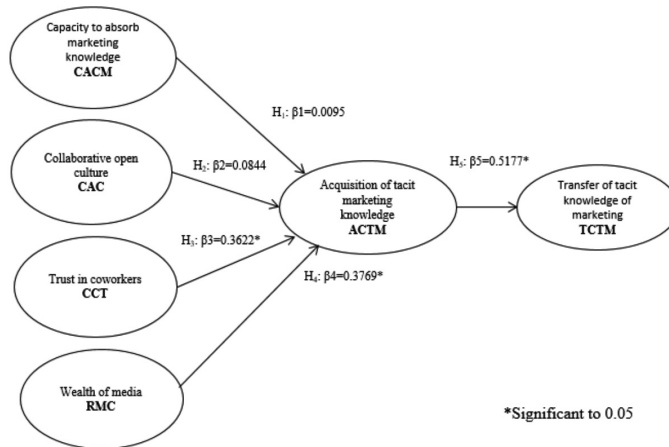 Capacity to absorb
marketing
knowledge
CACM
H₁: β1=0.0095
Collaborative open
culture
CAC
H₂: β2=0.0844
Acquisition of tacit
marketing
knowledge
ACTM
H₅: β5=0.5177*
Transfer of tacit
knowledge of
marketing
TCTM
H₃: β3=0.3622*
Trust in coworkers
CCT
H₄: β4=0.3769*
Wealth of media
RMC
*Significant to 0.05